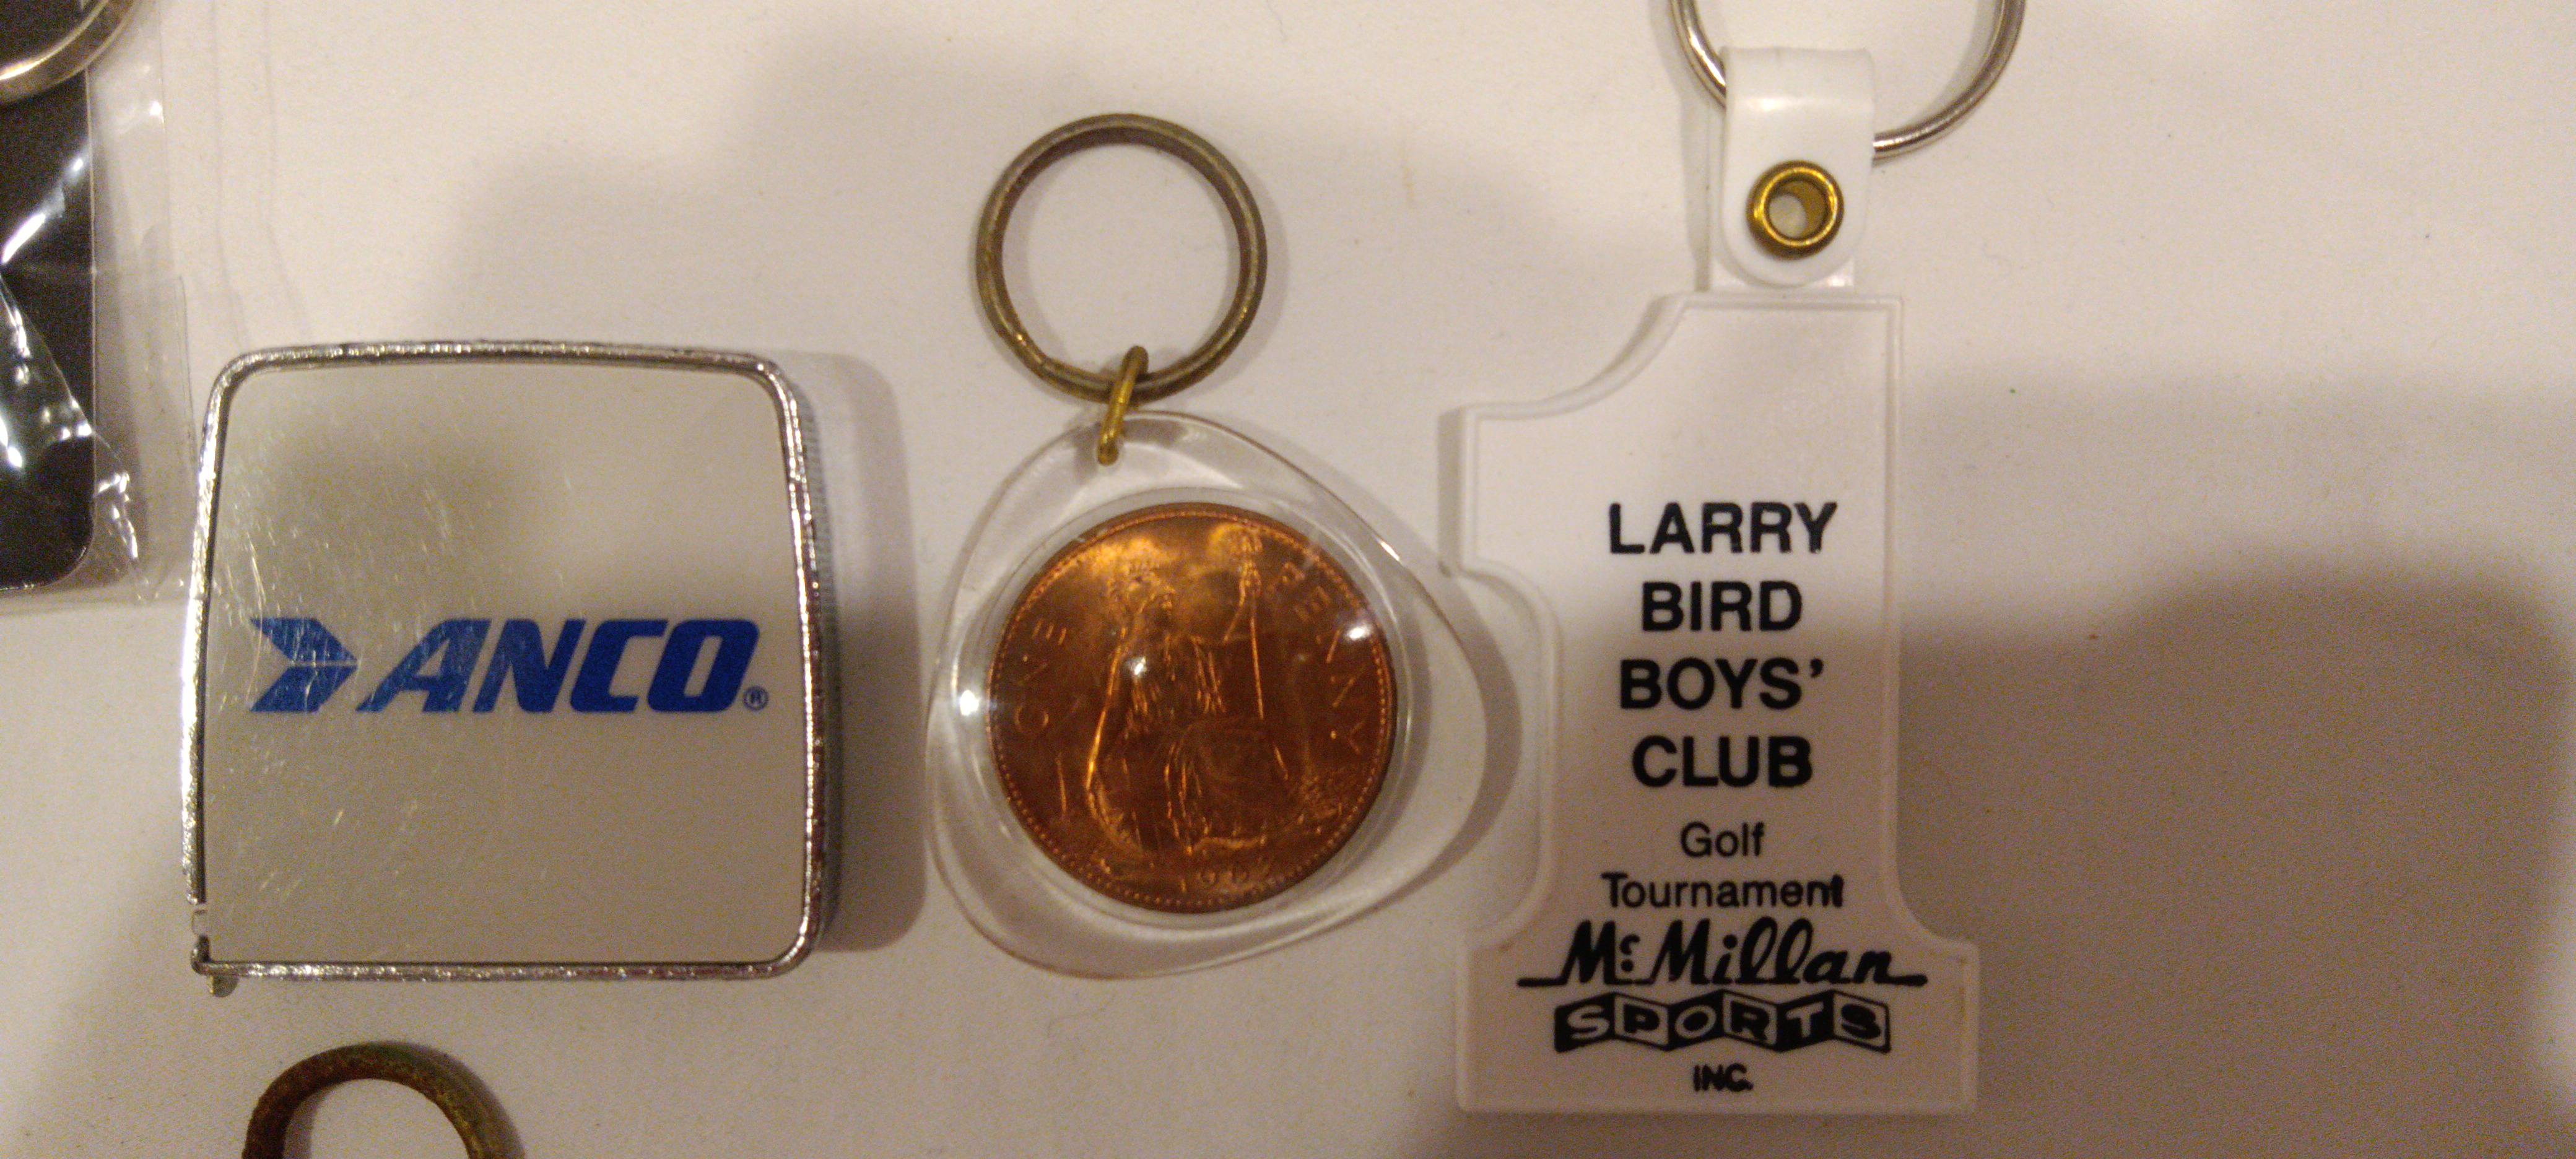 ANCO®
ONE PENNY
LARRY
BIRD
BOYS'
CLUB
Golf
Tournament
McMillan
SPORTS
INC.